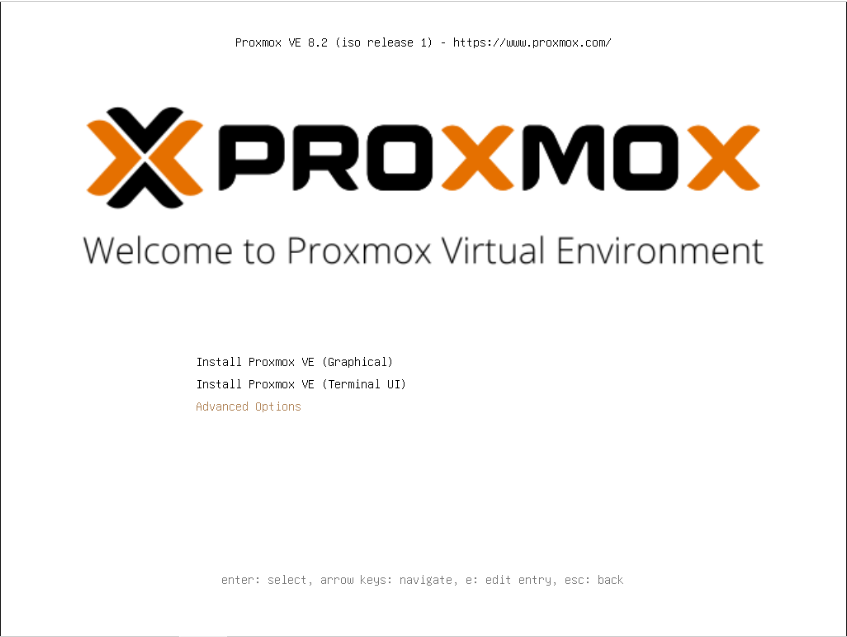 Proxmox VE 8.2 (iso release 1) - https://www.proxmox.com/
PROXMOX
Welcome to Proxmox Virtual Environment
Install Proxmox VE (Graphical)
Install Proxmox VE (Terminal UI)
Advanced Options
enter: select, arrow keys: navigate, e: edit entry, esc: back